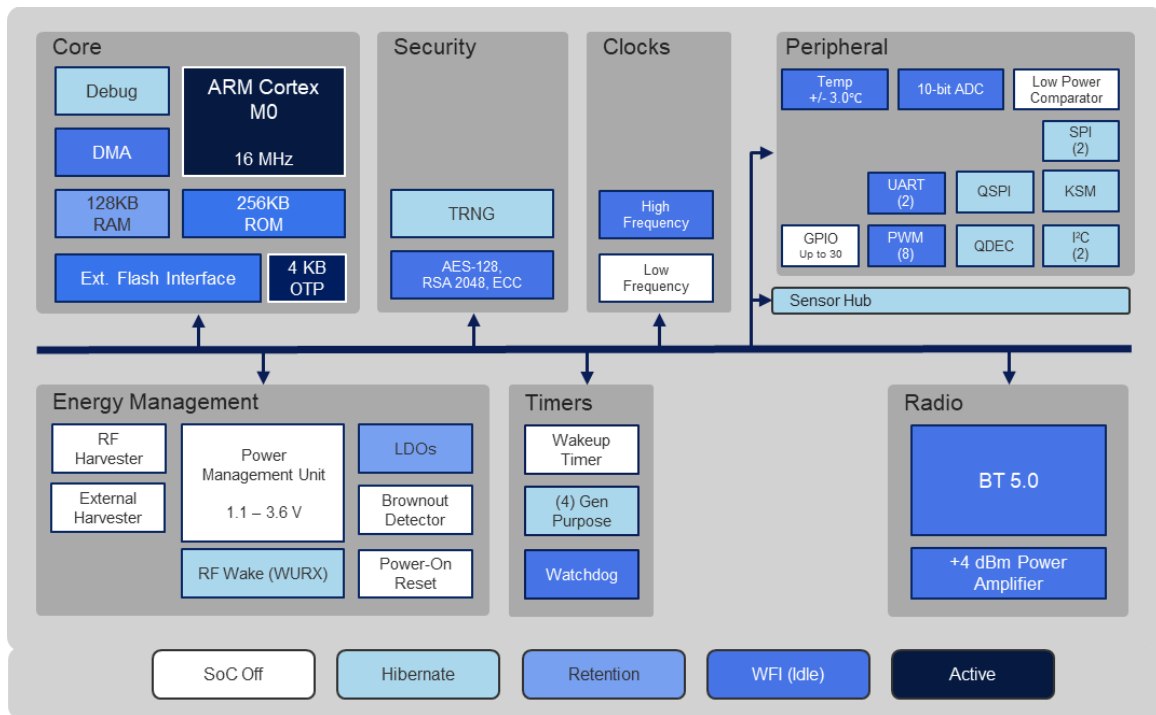 Core
Debug
ARM Cortex
M0
16 MHz
DMA
128KB
RAM
256KB
ROM
Ext. Flash Interface
4 KB
OTP
Security
TRNG
AES-128,
RSA 2048, ECC
Clocks
High
Frequency
Low
Frequency
Peripheral
Temp
+/- 3.0°C
10-bit ADC
Low Power
Comparator
SPI
(2)
UART
(2)
QSPI
KSM
GPIO
Up to 30
PWM
(8)
QDEC
I²C
(2)
Sensor Hub
Energy Management
RF
Harvester
Power
Management Unit
1.1 – 3.6 V
LDOs
External
Harvester
Brownout
Detector
RF Wake (WURX)
Power-On
Reset
Timers
Wakeup
Timer
(4) Gen
Purpose
Watchdog
Radio
BT 5.0
+4 dBm Power
Amplifier
SoC Off
Hibernate
Retention
WFI (Idle)
Active